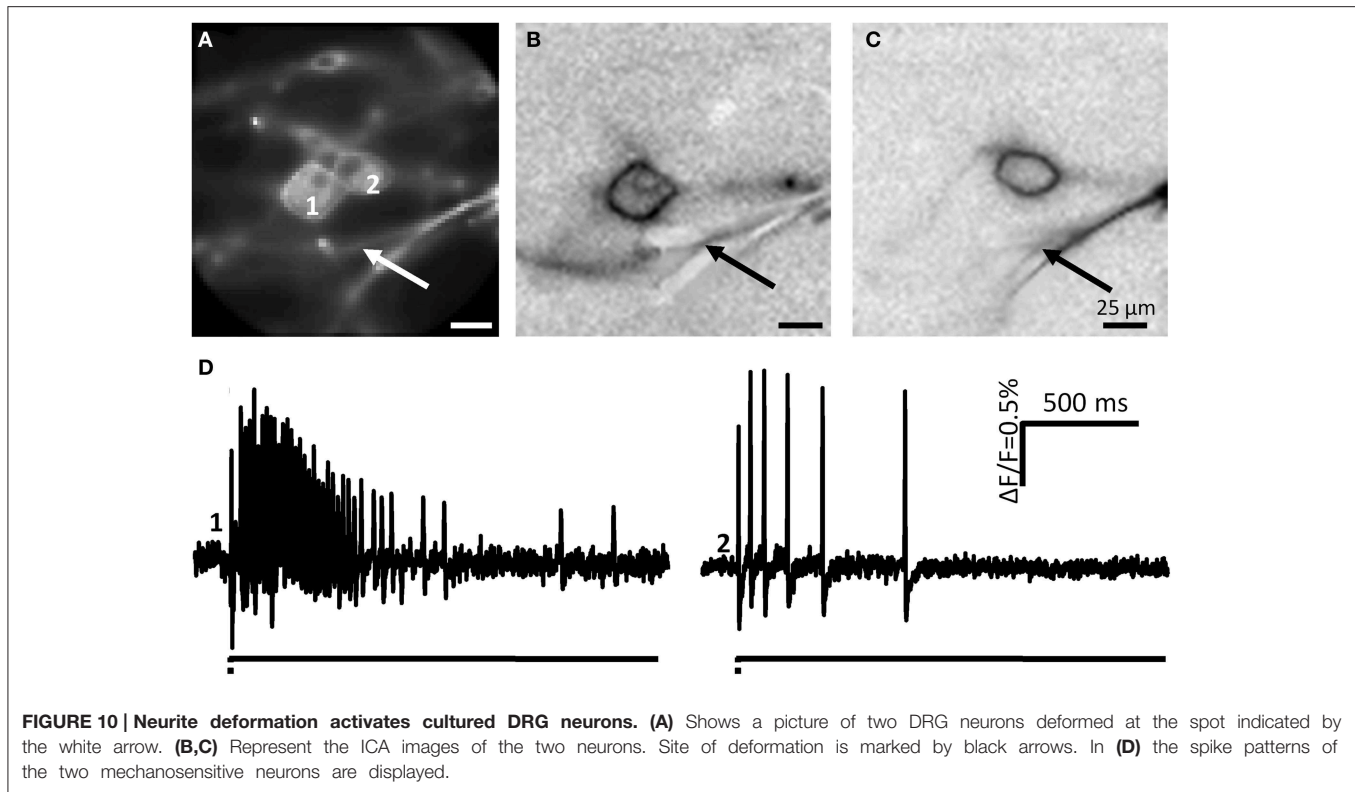 A
B
C
1
2
25 µm
D
1
2
ΔF/F=0.5%
500 ms
FIGURE 10 | Neurite deformation activates cultured DRG neurons. (A) Shows a picture of two DRG neurons deformed at the spot indicated by
the white arrow. (B,C) Represent the ICA images of the two neurons. Site of deformation is marked by black arrows. In (D) the spike patterns of
the two mechanosensitive neurons are displayed.